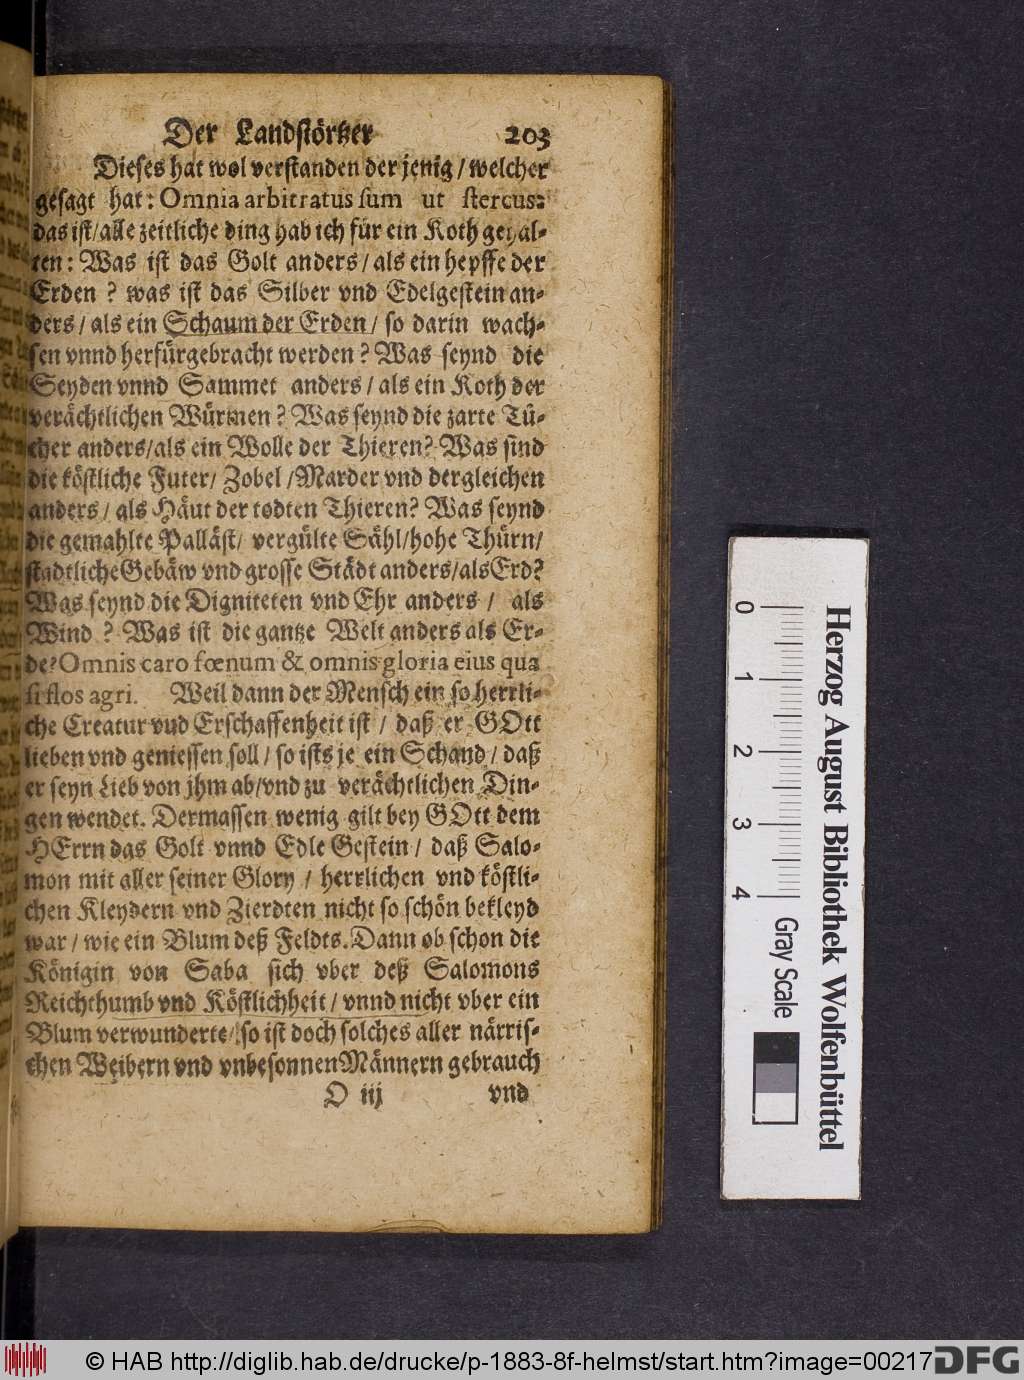 Der Landstörtzer 203
Dieses hat wol verstanden der jenig / welcher
gesagt hat: Omnia arbitratus sum ut stercus:
das ist/alle zeitliche ding hab ich für ein Koth gehal-
ten: Was ist das Golt anders/als ein hepffe der
Erden ? was ist das Silber vnd Edelgestein an-
ders / als ein Schaum der Erden / so darin wach-
sen vnnd herfürgebracht werden ? Was seynd die
Seyden vnnd Sammet anders / als ein Koth der
verächtlichen Würmen ? Was seynd die zarte Tü-
cher anders/als ein Wolle der Thieren? Was sind
die köstliche Futer/ Zobel /Marder vnd dergleichen
anders / als Häut der todten Thieren? Was seynd
die gemahlte Palläst/ vergülte Sähl/hohe Thürn/
stadtliche Gebäw vnd grosse Städt anders/als Erd?
Was seynd die Digniteten vnd Ehr anders / als
Wind ? Was ist die gantze Welt anders als Er-
de? Omnis caro fœnum & omnis gloria eius qua
si flos agri. Weil dann der Mensch ein so herrli-
che Creatur vnd Erschaffenheit ist / daß er GOtt
lieben vnd geniessen soll / so ists je ein Schand / daß
er seyn Lieb von jhm ab/vnd zu verächtlichen Din-
gen wendet. Dermassen wenig gilt bey GOtt dem
HErrn das Golt vnnd Edle Gestein / daß Salo-
mon mit aller seiner Glory / herrlichen vnd köstli-
chen Kleydern vnd Zierdten nicht so schön bekleyd
war / wie ein Blum deß Feldts. Dann ob schon die
Königin von Saba sich vber deß Salomons
Reichthumb vnd Köstlichheit / vnnd nicht vber ein
Blum verwunderte/ so ist doch solches aller närris-
chen Weibern vnd vnbesonnen Männern gebrauch
O iij vnd
0 1 2 3 4
Gray Scale
Herzog August Bibliothek Wolfenbüttel
© HAB http://diglib.hab.de/drucke/p-1883-8f-helmst/start.htm?image=00217
DFG